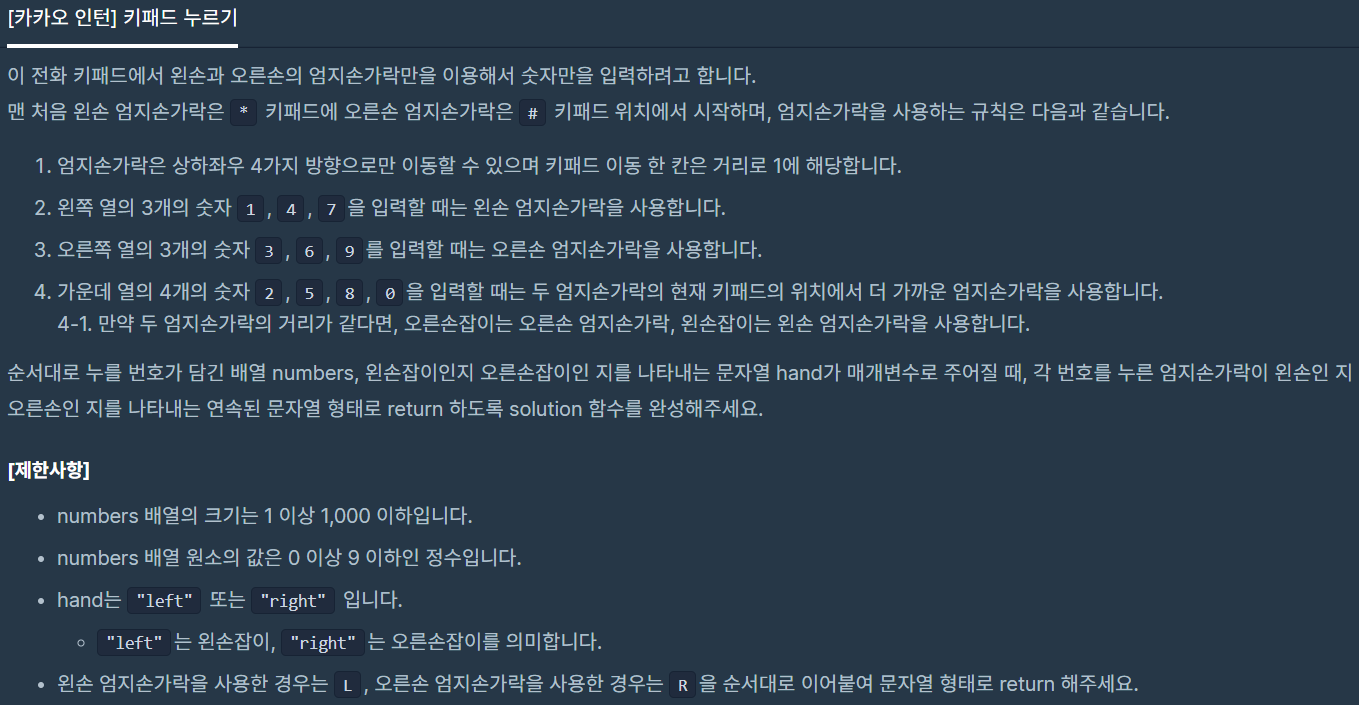 [카카오 인턴] 키패드 누르기
이 전화 키패드에서 왼손과 오른손의 엄지손가락만을 이용해서 숫자만을 입력하려고 합니다.
맨 처음 왼손 엄지손가락은 * 키패드에 오른손 엄지손가락은 # 키패드 위치에서 시작하며, 엄지손가락을 사용하는 규칙은 다음과 같습니다.
1. 엄지손가락은 상하좌우 4가지 방향으로만 이동할 수 있으며 키패드 이동 한 칸은 거리로 1에 해당합니다.
2. 왼쪽 열의 3개의 숫자 1, 4, 7을 입력할 때는 왼손 엄지손가락을 사용합니다.
3. 오른쪽 열의 3개의 숫자 3, 6, 9를 입력할 때는 오른손 엄지손가락을 사용합니다.
4. 가운데 열의 4개의 숫자 2, 5, 8, 0을 입력할 때는 두 엄지손가락의 현재 키패드의 위치에서 더 가까운 엄지손가락을 사용합니다.
4-1. 만약 두 엄지손가락의 거리가 같다면, 오른손잡이는 오른손 엄지손가락, 왼손잡이는 왼손 엄지손가락을 사용합니다.
순서대로 누를 번호가 담긴 배열 numbers, 왼손잡이인지 오른손잡이인 지를 나타내는 문자열 hand가 매개변수로 주어질 때, 각 번호를 누른 엄지손가락이 왼손인 지
오른손인 지를 나타내는 연속된 문자열 형태로 return 하도록 solution 함수를 완성해주세요.
[제한사항]
• numbers 배열의 크기는 1 이상 1,000 이하입니다.
• numbers 배열 원소의 값은 0 이상 9 이하인 정수입니다.
• hand는 "left" 또는 "right" 입니다.
◦ "left"는 왼손잡이, "right"는 오른손잡이를 의미합니다.
• 왼손 엄지손가락을 사용한 경우는 L, 오른손 엄지손가락을 사용한 경우는 R을 순서대로 이어붙여 문자열 형태로 return 해주세요.